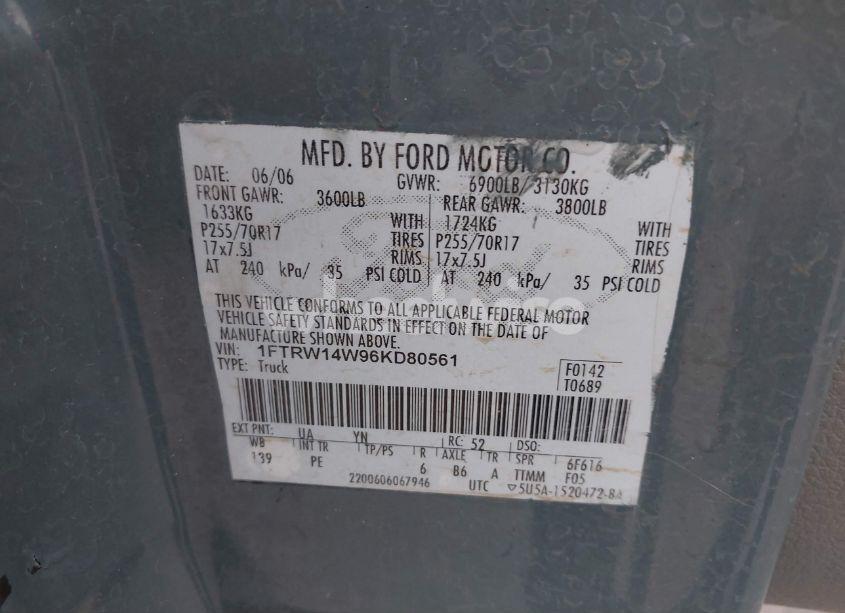 MFD. BY FORD MOTOR CO.
DATE: 06/06 GVWR: 6900LB/ 3130KG
FRONT GAWR: 3600LB REAR GAWR: 3800LB
1633KG WITH 1724KG WITH
P255/70R17 TIRES P255/70R17 TIRES
17x7.5J RIMS 17x7.5J RIMS
AT 240 kPa/ 35 PSI COLD AT 240 kPa/ 35 PSI COLD
THIS VEHICLE CONFORMS TO ALL APPLICABLE FEDERAL MOTOR
VEHICLE SAFETY STANDARDS IN EFFECT ON THE DATE OF
MANUFACTURE SHOWN ABOVE.
VIN: 1FTRW14W96KD80561
TYPE: Truck
F0142
T0689
EXT PNT: UA YN RC: 52 DSO:
WB INT TR TP/PS R AXLE TR SPR 6F616
139 PE 6 B6 A TTMM F05
2200606067946 UTC ▽5U5A-1520472-BA